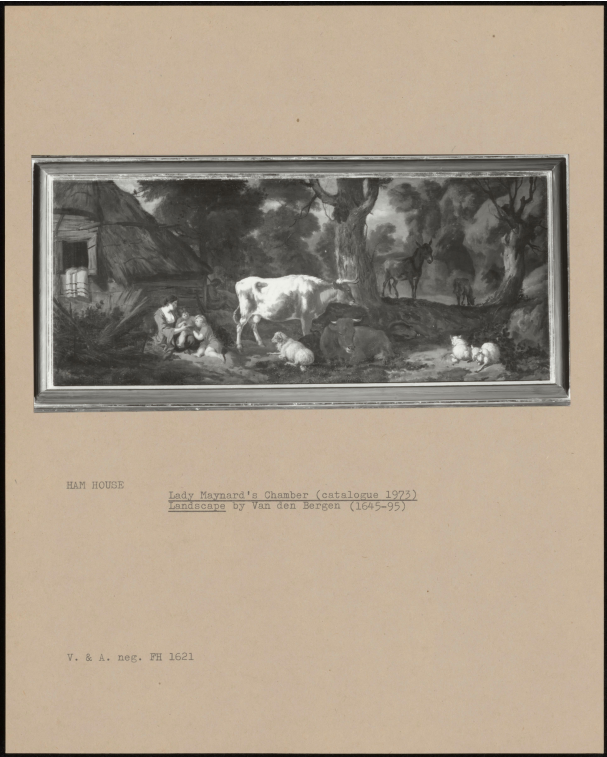 HAM HOUSE
Lady Maynard's Chamber (catalogue 1973)
Landscape by Van den Bergen (1645-95)
V. & A. neg. FH 1621